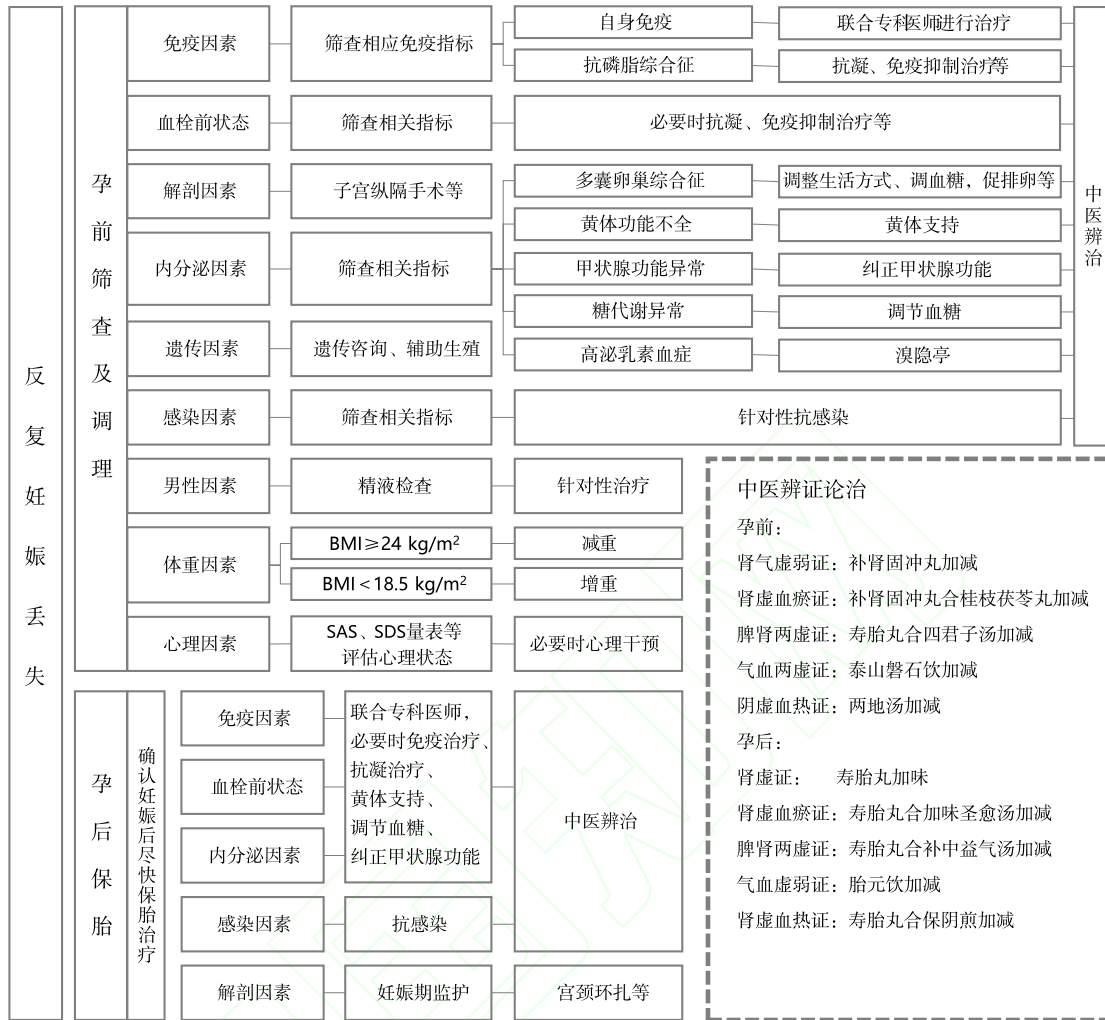 反复妊娠丢失
孕前筛查及调理
免疫因素
筛查相应免疫指标
自身免疫
联合专科医师进行治疗
抗磷脂综合征
抗凝、免疫抑制治疗等
血栓前状态
筛查相关指标
必要时抗凝、免疫抑制治疗等
解剖因素
子宫纵隔手术等
内分泌因素
筛查相关指标
多囊卵巢综合征
调整生活方式、调血糖，促排卵等
黄体功能不全
黄体支持
甲状腺功能异常
纠正甲状腺功能
糖代谢异常
调节血糖
高泌乳素血症
溴隐亭
遗传因素
遗传咨询、辅助生殖
感染因素
筛查相关指标
针对性抗感染
中医辨治
男性因素
精液检查
针对性治疗
体重因素
BMI≥24 kg/m²
减重
BMI＜18.5 kg/m²
增重
心理因素
SAS、SDS量表等
评估心理状态
必要时心理干预
孕后保胎
确认妊娠后尽快保胎治疗
免疫因素
血栓前状态
内分泌因素
联合专科医师，
必要时免疫治疗、
抗凝治疗、
黄体支持、
调节血糖、
纠正甲状腺功能
中医辨治
感染因素
抗感染
解剖因素
妊娠期监护
宫颈环扎等
中医辨证论治
孕前：
肾气虚弱证：补肾固冲丸加减
肾虚血瘀证：补肾固冲丸合桂枝茯苓丸加减
脾肾两虚证：寿胎丸合四君子汤加减
气血两虚证：泰山磐石饮加减
阴虚血热证：两地汤加减
孕后：
肾虚证： 寿胎丸加味
肾虚血瘀证：寿胎丸合加味圣愈汤加减
脾肾两虚证：寿胎丸合补中益气汤加减
气血虚弱证：胎元饮加减
肾虚血热证：寿胎丸合保阴煎加减